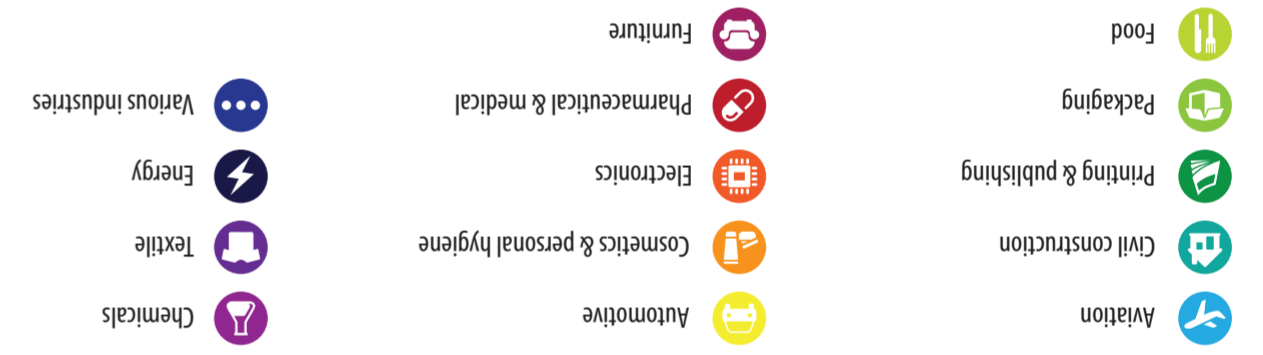 Aviation
Civil construction
Printing & publishing
Packaging
Food
Automotive
Cosmetics & personal hygiene
Electronics
Pharmaceutical & medical
Furniture
Chemicals
Textile
Energy
Various industries